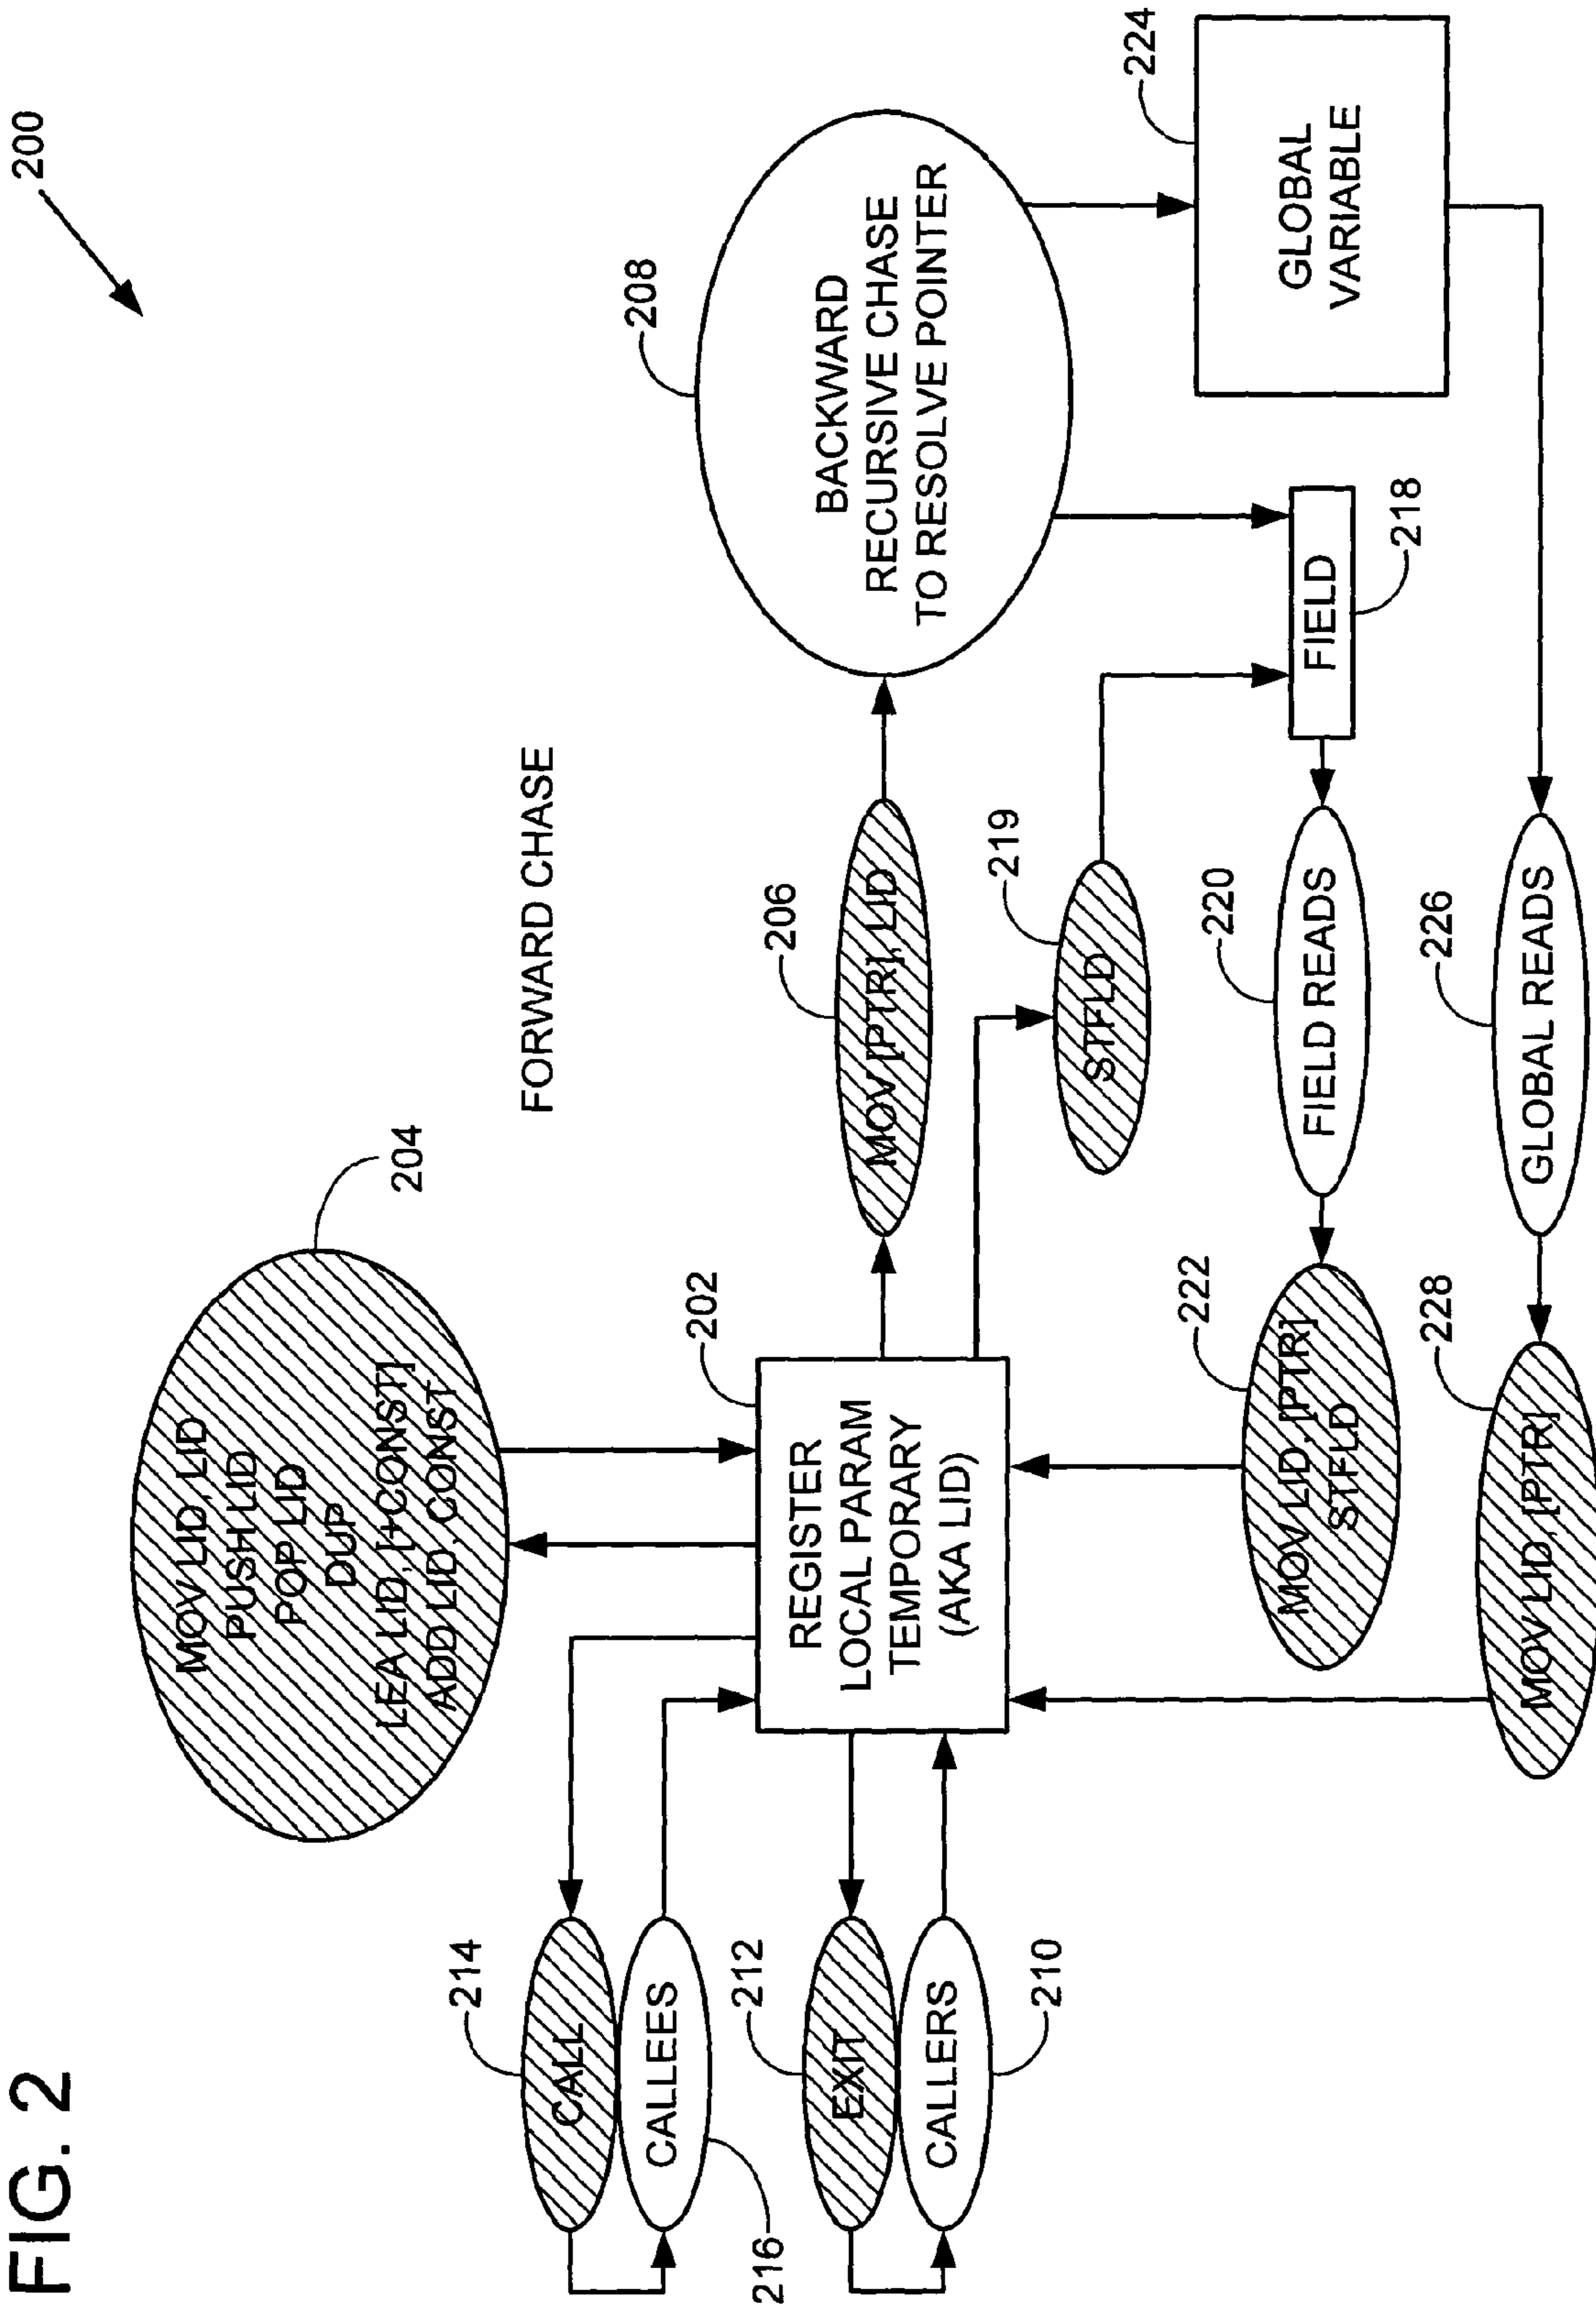 FIG. 2
200
FORWARD CHASE
204
MOV LID, LID
PUSH LID
POP LID
DUP
LEA LID, [+CONST]
ADD LID, CONST
214
CALL
CALLEES
216
212
EXIT
CALLERS
210
202
REGISTER
LOCAL PARAM
TEMPORARY
(AKA LID)
206
MOV [PTR], LID
208
BACKWARD
RECURSIVE CHASE
TO RESOLVE POINTER
219
STFLD
222
MOV LID, [PTR]
STFLD
220
FIELD READS
FIELD
218
224
GLOBAL
VARIABLE
228
MOV LID, [PTR]
226
GLOBAL READS